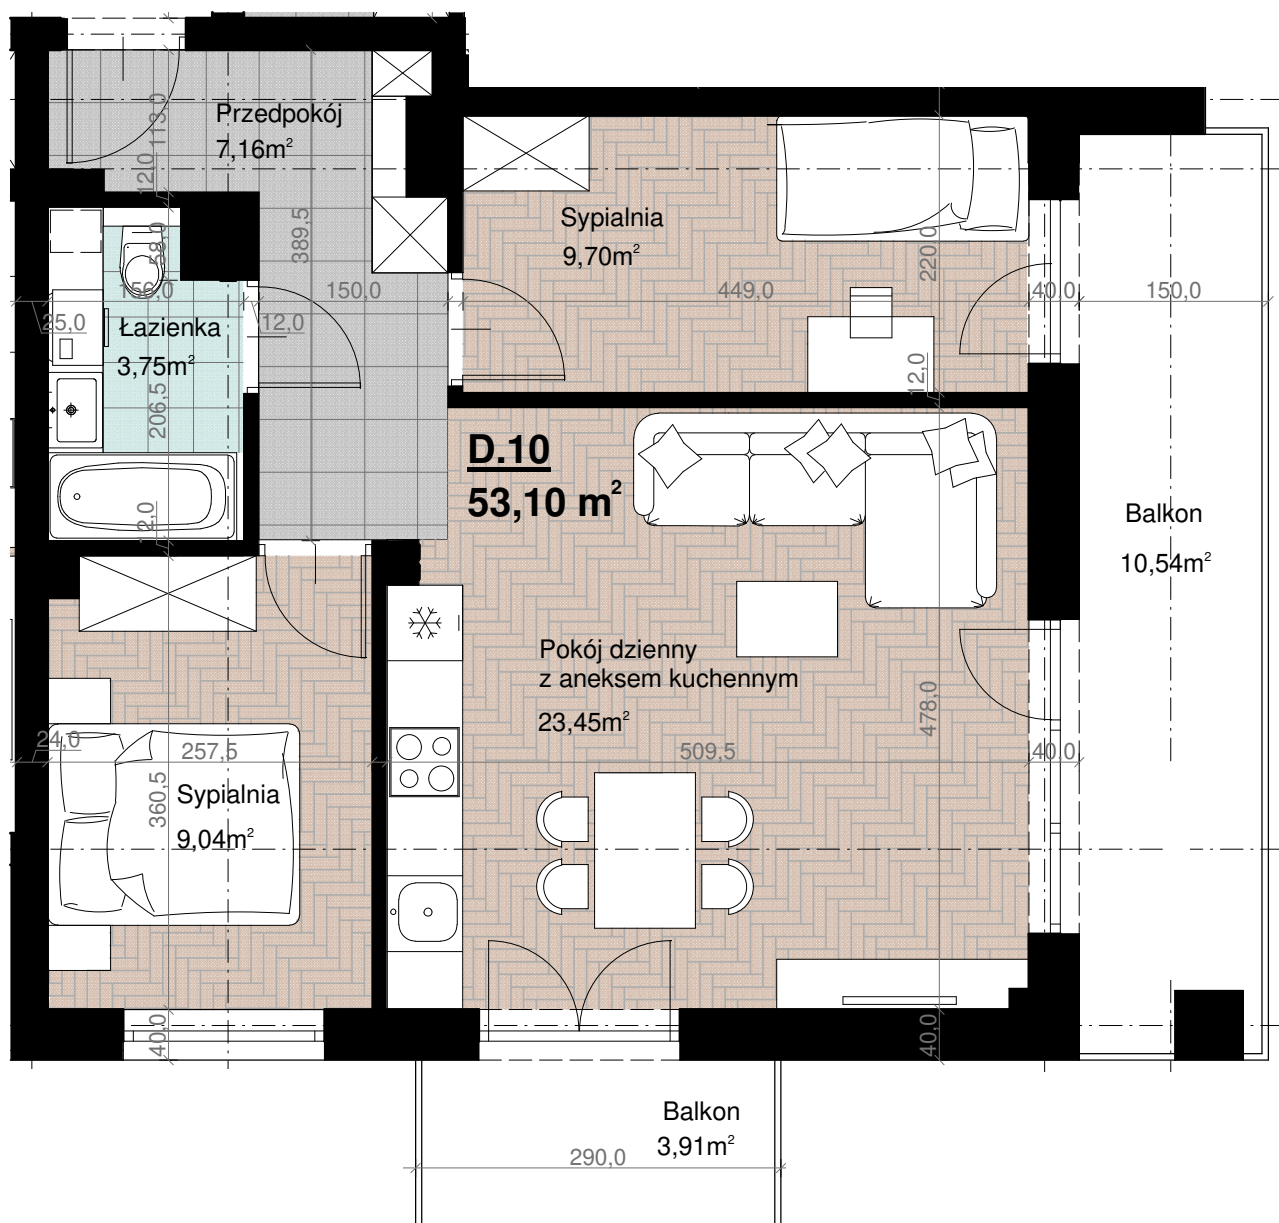 Przedpokój
7,16m²
113,0
12,0
389,5
Sypialnia
9,70m²
220,0
58,0
156,0
150,0
449,0
40,0
150,0
25,0
Łazienka
12,0
3,75m²
206,5
12,0
D.10
53,10 m²
12,0
Balkon
10,54m²
Pokój dzienny
z aneksem kuchennym
23,45m²
478,0
24,0
257,5
509,5
40,0
360,5
Sypialnia
9,04m²
40,0
40,0
Balkon
3,91m²
290,0